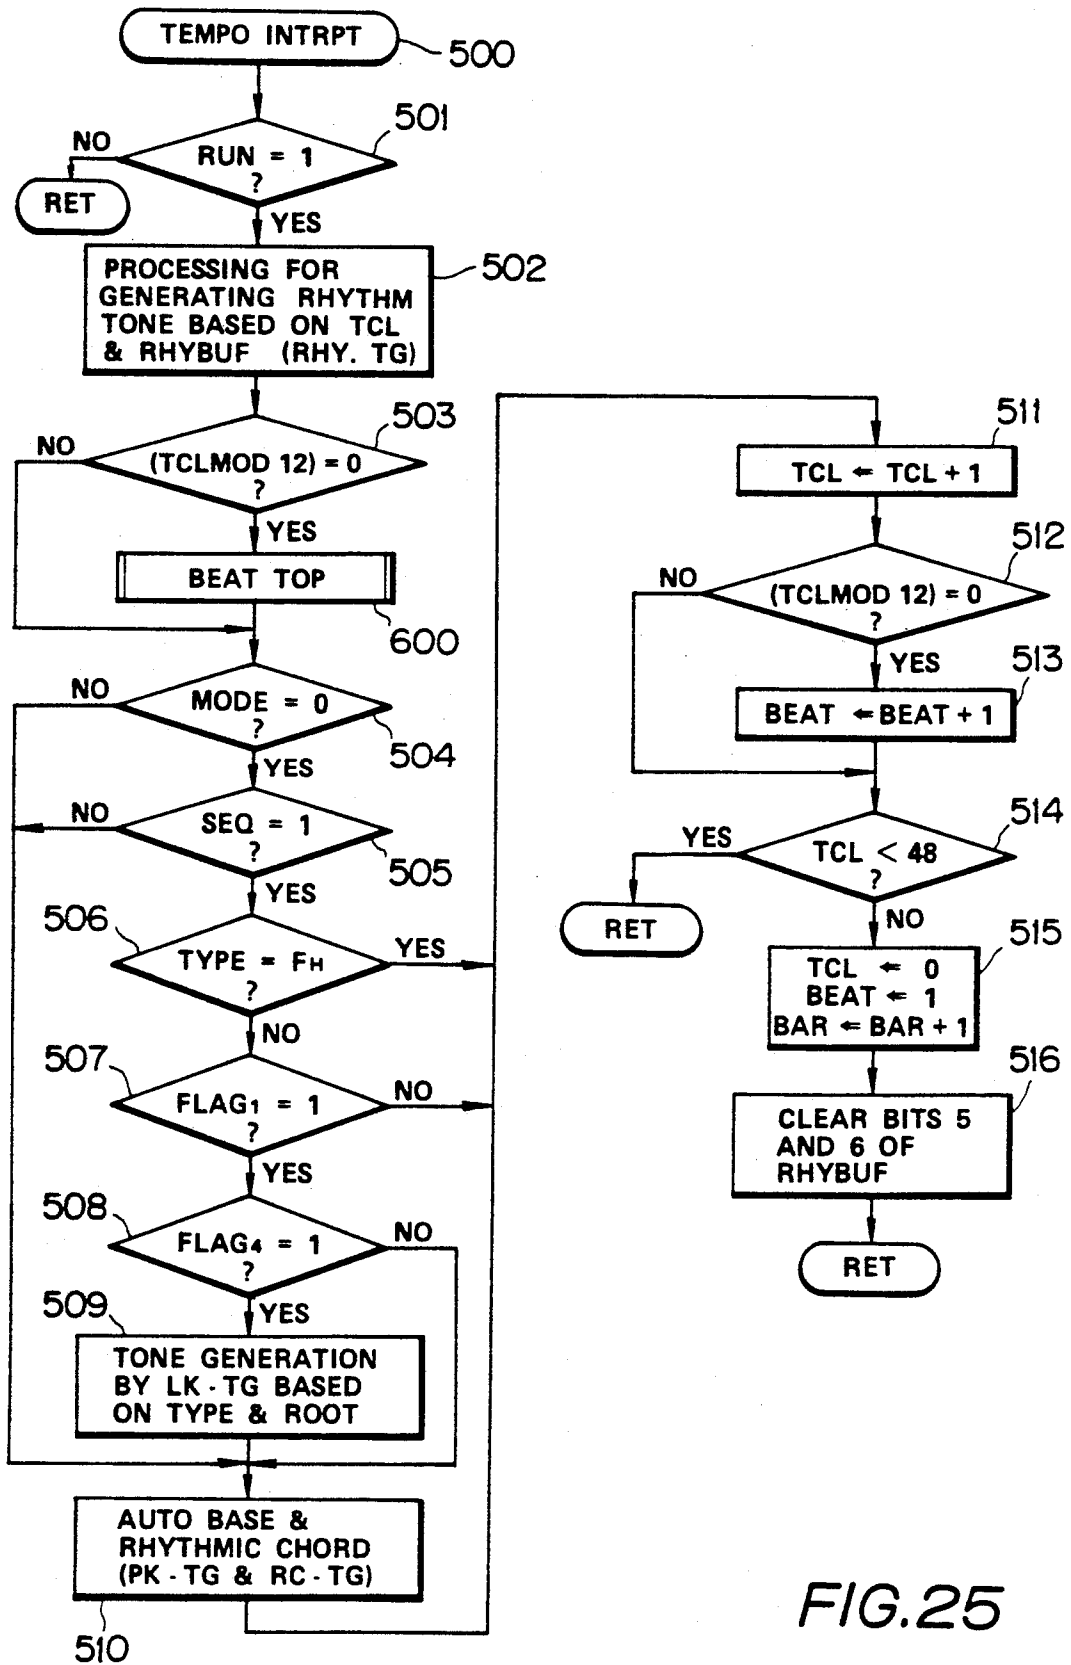 TEMPO INTRPT
500
501
NO
RUN = 1
?
RET
YES
PROCESSING FOR
GENERATING RHYTHM
TONE BASED ON TCL
& RHYBUF (RHY. TG)
502
503
NO
(TCLMOD 12) = 0
?
YES
BEAT TOP
600
NO
MODE = 0
?
504
YES
NO
SEQ = 1
?
505
YES
506
TYPE = FH
?
YES
NO
507
FLAG1 = 1
?
NO
YES
508
FLAG4 = 1
?
NO
YES
509
TONE GENERATION
BY LK - TG BASED
ON TYPE & ROOT
AUTO BASE &
RHYTHMIC CHORD
(PK - TG & RC - TG)
510
511
TCL ⇐ TCL + 1
512
NO
(TCLMOD 12) = 0
?
YES
513
BEAT ⇐ BEAT + 1
514
YES
TCL < 48
?
RET
NO
515
TCL ⇐ 0
BEAT ⇐ 1
BAR ⇐ BAR + 1
516
CLEAR BITS 5
AND 6 OF
RHYBUF
RET
FIG.25